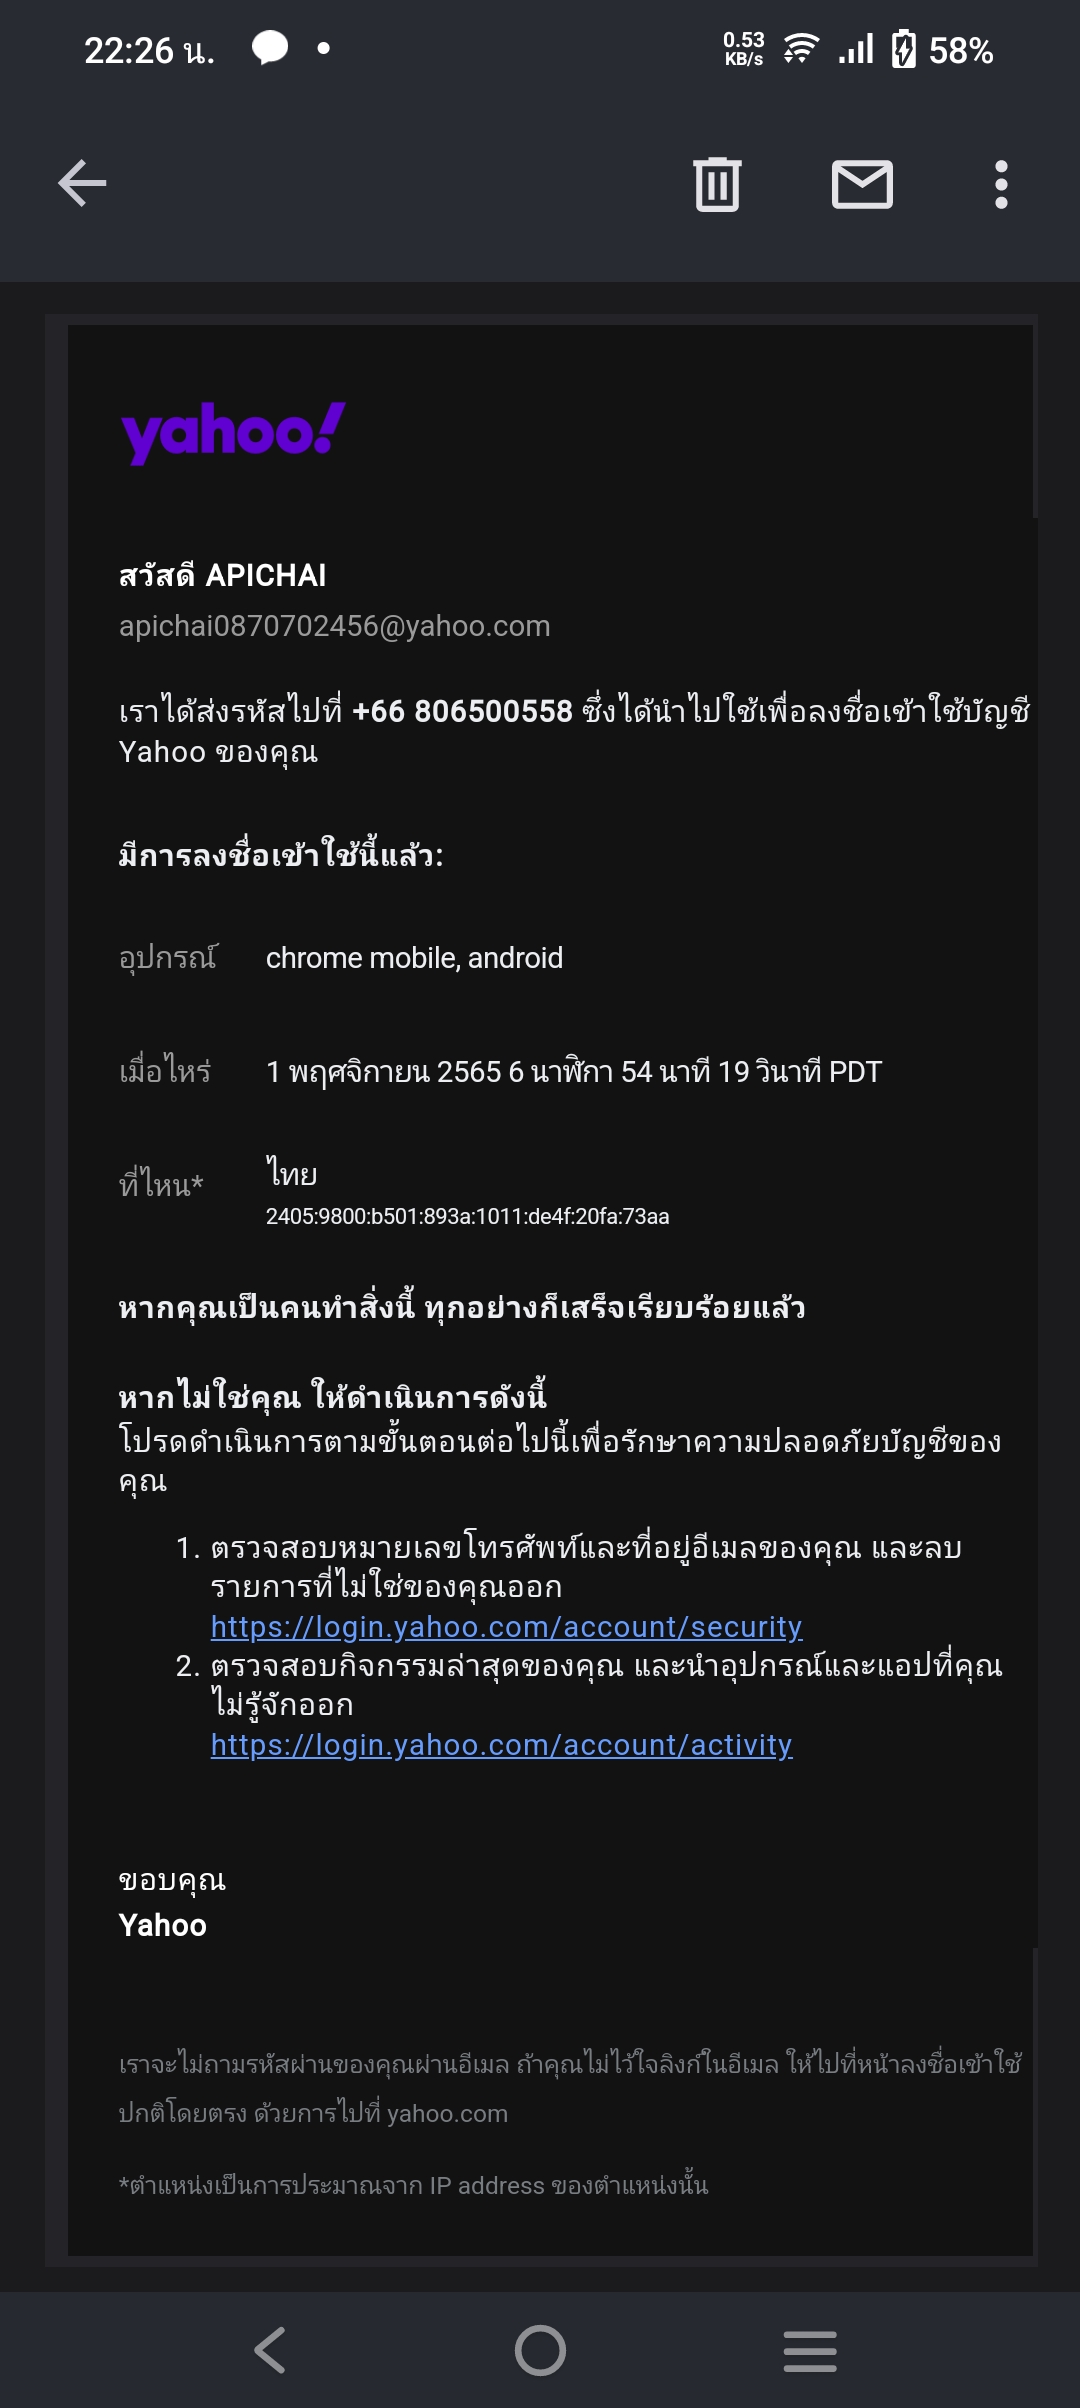 22:26 น.
0.53 KB/s
58%
yahoo!
สวัสดี APICHAI
apichai0870702456@yahoo.com
เราได้ส่งรหัสไปที่ +66 806500558 ซึ่งได้นำไปใช้เพื่อลงชื่อเข้าใช้บัญชี
Yahoo ของคุณ
มีการลงชื่อเข้าใช้นี้แล้ว:
อุปกรณ์ chrome mobile, android
เมื่อไหร่ 1 พฤศจิกายน 2565 6 นาฬิกา 54 นาที 19 วินาที PDT
ที่ไหน* ไทย
2405:9800:b501:893a:1011:de4f:20fa:73aa
หากคุณเป็นคนทำสิ่งนี้ ทุกอย่างก็เสร็จเรียบร้อยแล้ว
หากไม่ใช่คุณ ให้ดำเนินการดังนี้
โปรดดำเนินการตามขั้นตอนต่อไปนี้เพื่อรักษาความปลอดภัยบัญชีของ
คุณ
1. ตรวจสอบหมายเลขโทรศัพท์และที่อยู่อีเมลของคุณ และลบ
รายการที่ไม่ใช่ของคุณออก
https://login.yahoo.com/account/security
2. ตรวจสอบกิจกรรมล่าสุดของคุณ และนำอุปกรณ์และแอปที่คุณ
ไม่รู้จักออก
https://login.yahoo.com/account/activity
ขอบคุณ
Yahoo
เราจะไม่ถามรหัสผ่านของคุณผ่านอีเมล ถ้าคุณไม่ไว้ใจลิงก์ในอีเมล ให้ไปที่หน้าลงชื่อเข้าใช้
ปกติโดยตรง ด้วยการไปที่ yahoo.com
*ตำแหน่งเป็นการประมาณจาก IP address ของตำแหน่งนั้น